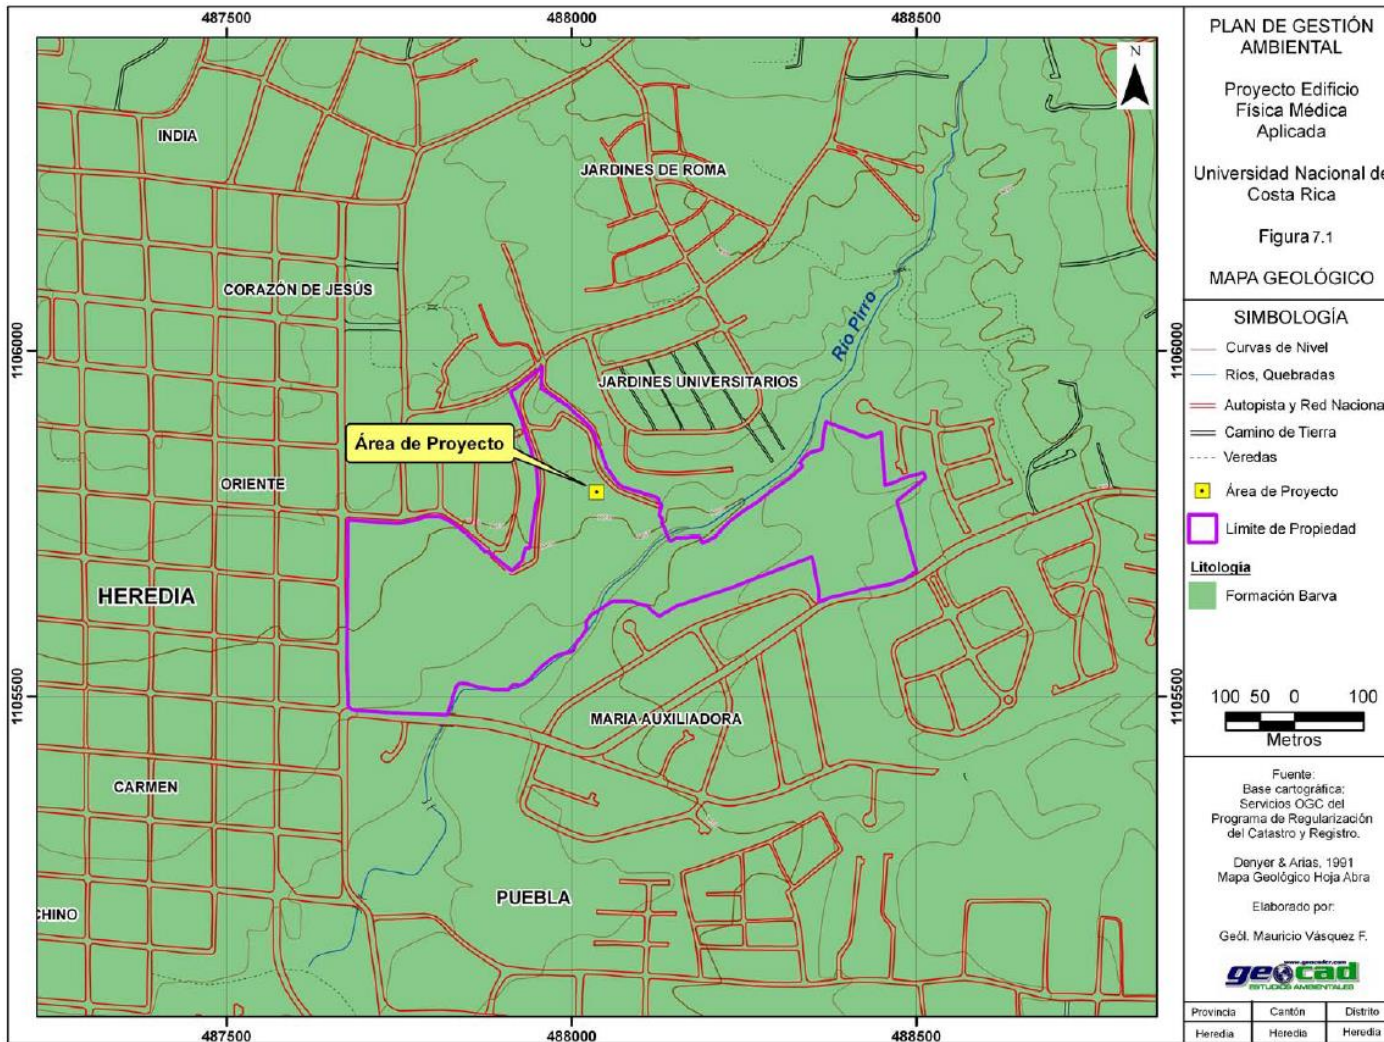 487500
488000
488500
N
INDIA
JARDINES DE ROMA
CORAZÓN DE JESÚS
Río Pirro
1106000
1106000
JARDINES UNIVERSITARIOS
Área de Proyecto
ORIENTE
HEREDIA
1105500
1105500
MARIA AUXILIADORA
CARMEN
PUEBLA
CHINO
487500
488000
488500
PLAN DE GESTIÓN
AMBIENTAL
Proyecto Edificio
Física Médica
Aplicada
Universidad Nacional de
Costa Rica
Figura 7.1
MAPA GEOLÓGICO
SIMBOLOGÍA
Curvas de Nivel
Ríos, Quebradas
Autopista y Red Naciona
Camino de Tierra
Veredas
Área de Proyecto
Límite de Propiedad
Litología
Formación Barva
100 50 0 100
Metros
Fuente:
Base cartográfica:
Servicios OGC del
Programa de Regularización
del Catastro y Registro.
Denyer & Arias, 1991
Mapa Geológico Hoja Abra
Elaborado por:
Geól. Mauricio Vásquez F.
www.geocadcr.com
geocad
ESTUDIOS AMBIENTALES
Provincia Cantón Distrito
Heredia Heredia Heredia